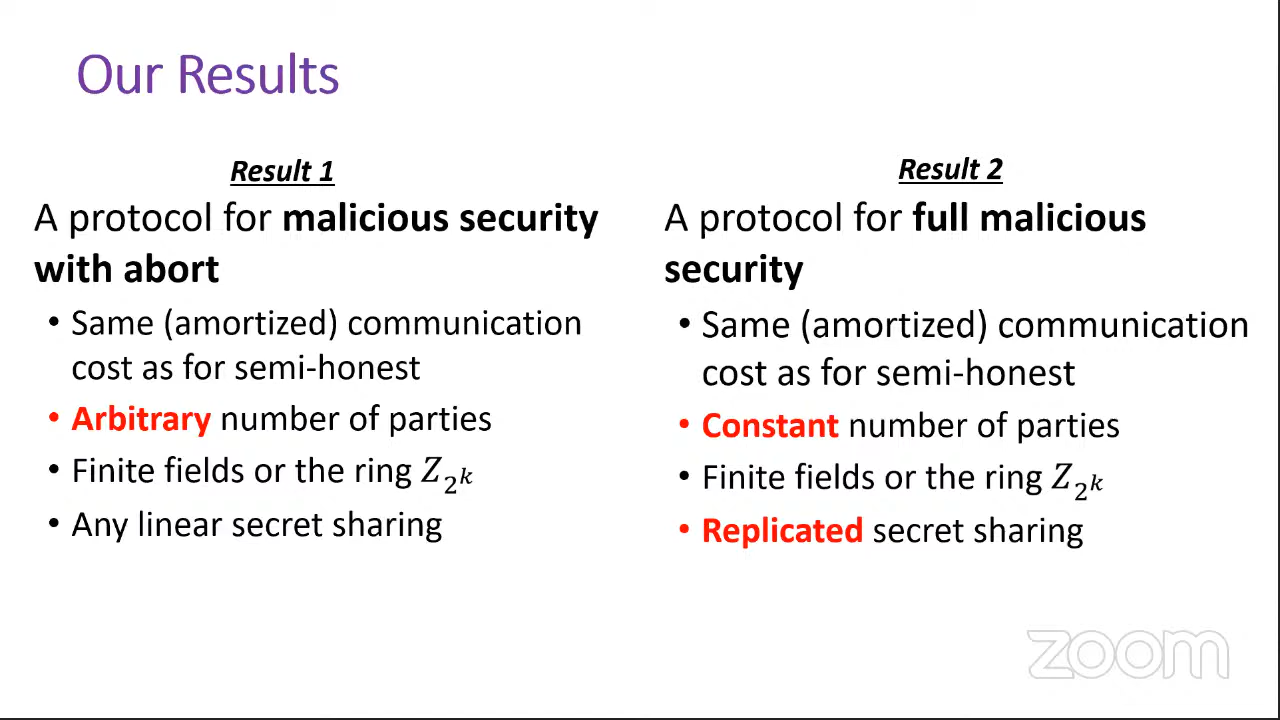 Our Results
Result 1
A protocol for malicious security
with abort
• Same (amortized) communication
cost as for semi-honest
• Arbitrary number of parties
• Finite fields or the ring Z_{2^k}
• Any linear secret sharing
Result 2
A protocol for full malicious
security
• Same (amortized) communication
cost as for semi-honest
• Constant number of parties
• Finite fields or the ring Z_{2^k}
• Replicated secret sharing
zoom